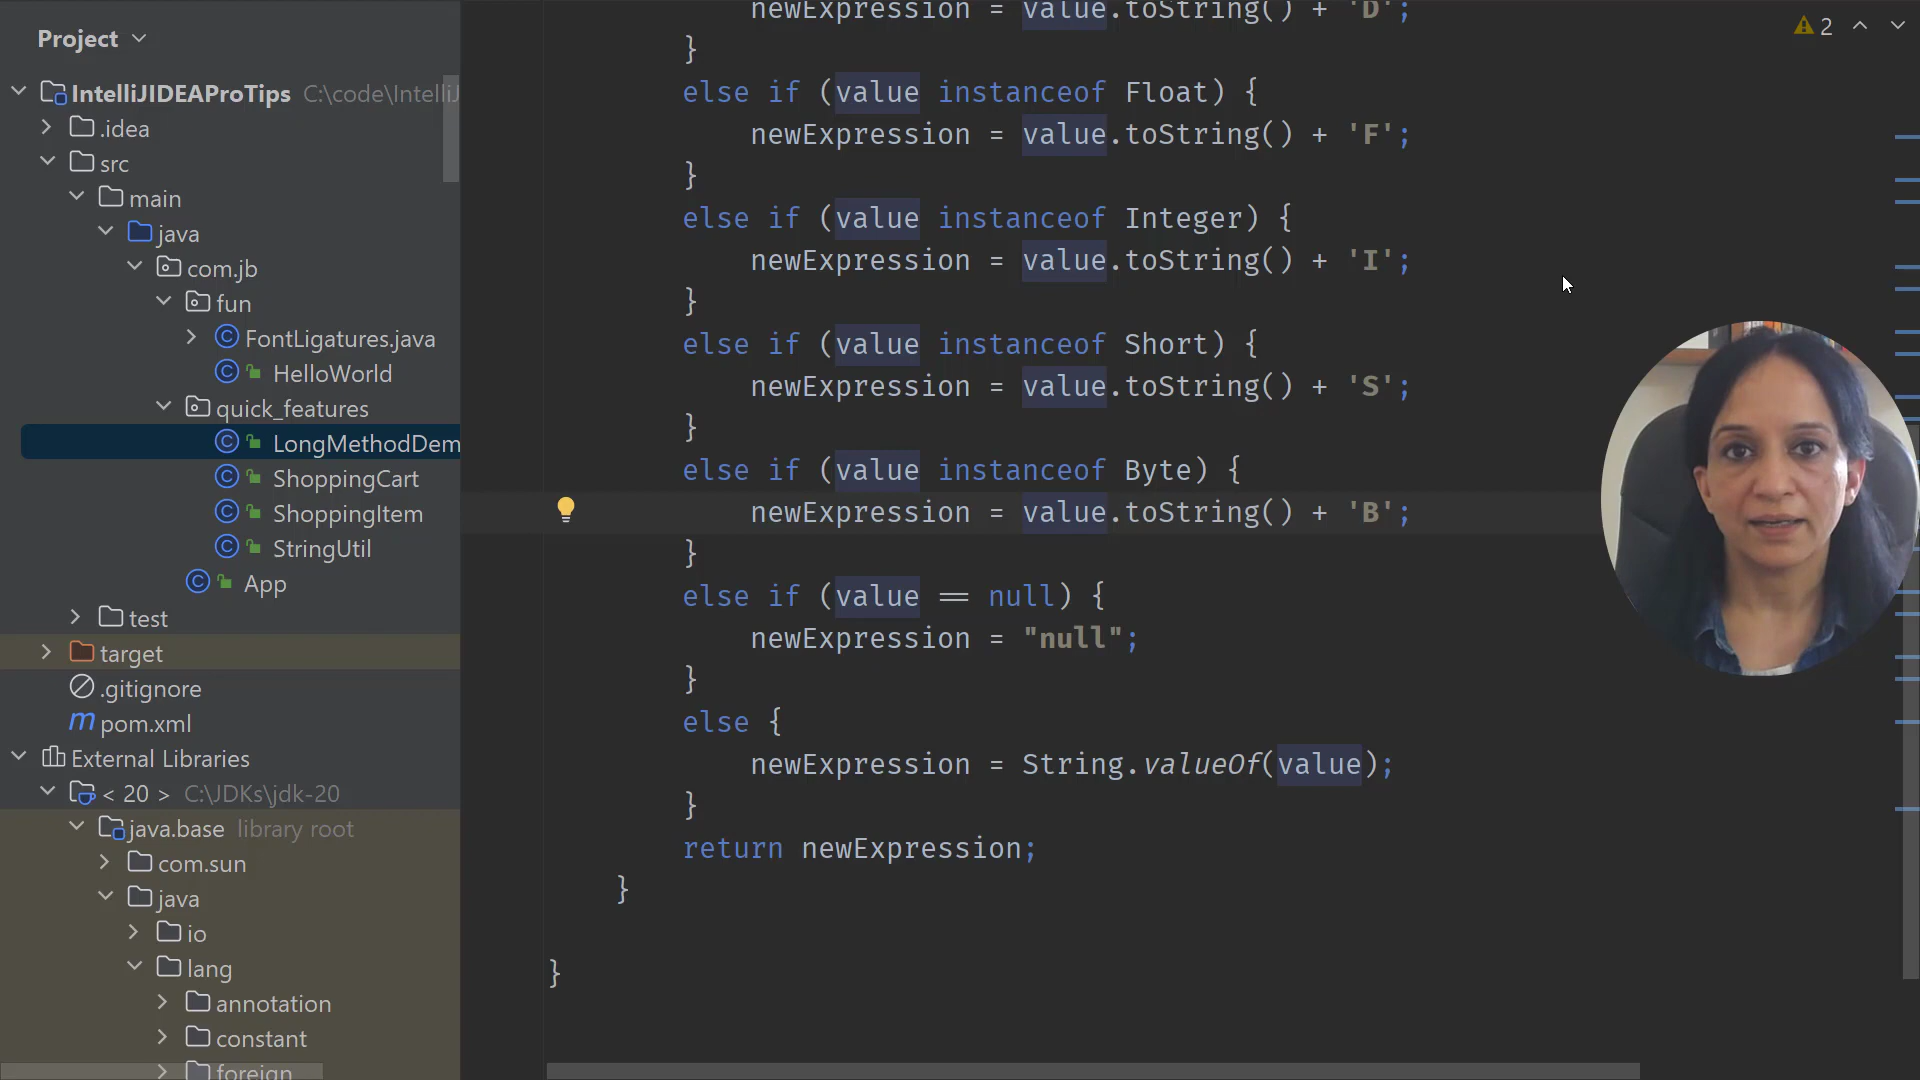 Project
IntelliJIDEAProTips C:\code\IntelliJ
.idea
src
main
java
com.jb
fun
FontLigatures.java
HelloWorld
quick_features
LongMethodDem
ShoppingCart
ShoppingItem
StringUtil
App
test
target
.gitignore
pom.xml
External Libraries
< 20 > C:\JDKs\jdk-20
java.base library root
com.sun
java
io
lang
annotation
constant
foreign
2
newExpression = value.toString() + 'D';
}
else if (value instanceof Float) {
newExpression = value.toString() + 'F';
}
else if (value instanceof Integer) {
newExpression = value.toString() + 'I';
}
else if (value instanceof Short) {
newExpression = value.toString() + 'S';
}
else if (value instanceof Byte) {
newExpression = value.toString() + 'B';
}
else if (value == null) {
newExpression = "null";
}
else {
newExpression = String.valueOf(value);
}
return newExpression;
}
}